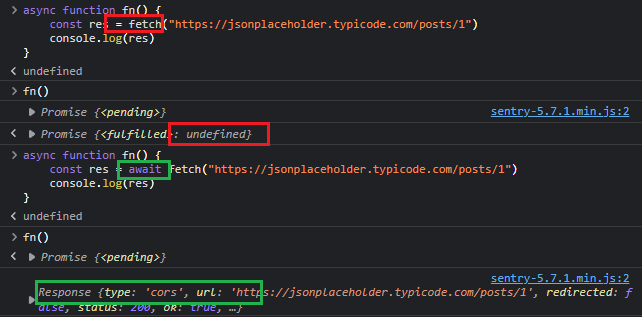 > async function fn() {
const res = fetch("https://jsonplaceholder.typicode.com/posts/1")
console.log(res)
}
< undefined
> fn()
▶ Promise {<pending>} sentry-5.7.1.min.js:2
< ▶ Promise {<fulfilled>: undefined}
> async function fn() {
const res = await fetch("https://jsonplaceholder.typicode.com/posts/1")
console.log(res)
}
< undefined
> fn()
< ▶ Promise {<pending>}
sentry-5.7.1.min.js:2
Response {type: 'cors', url: 'https://jsonplaceholder.typicode.com/posts/1', redirected: f
▶ alse, status: 200, ok: true, …}